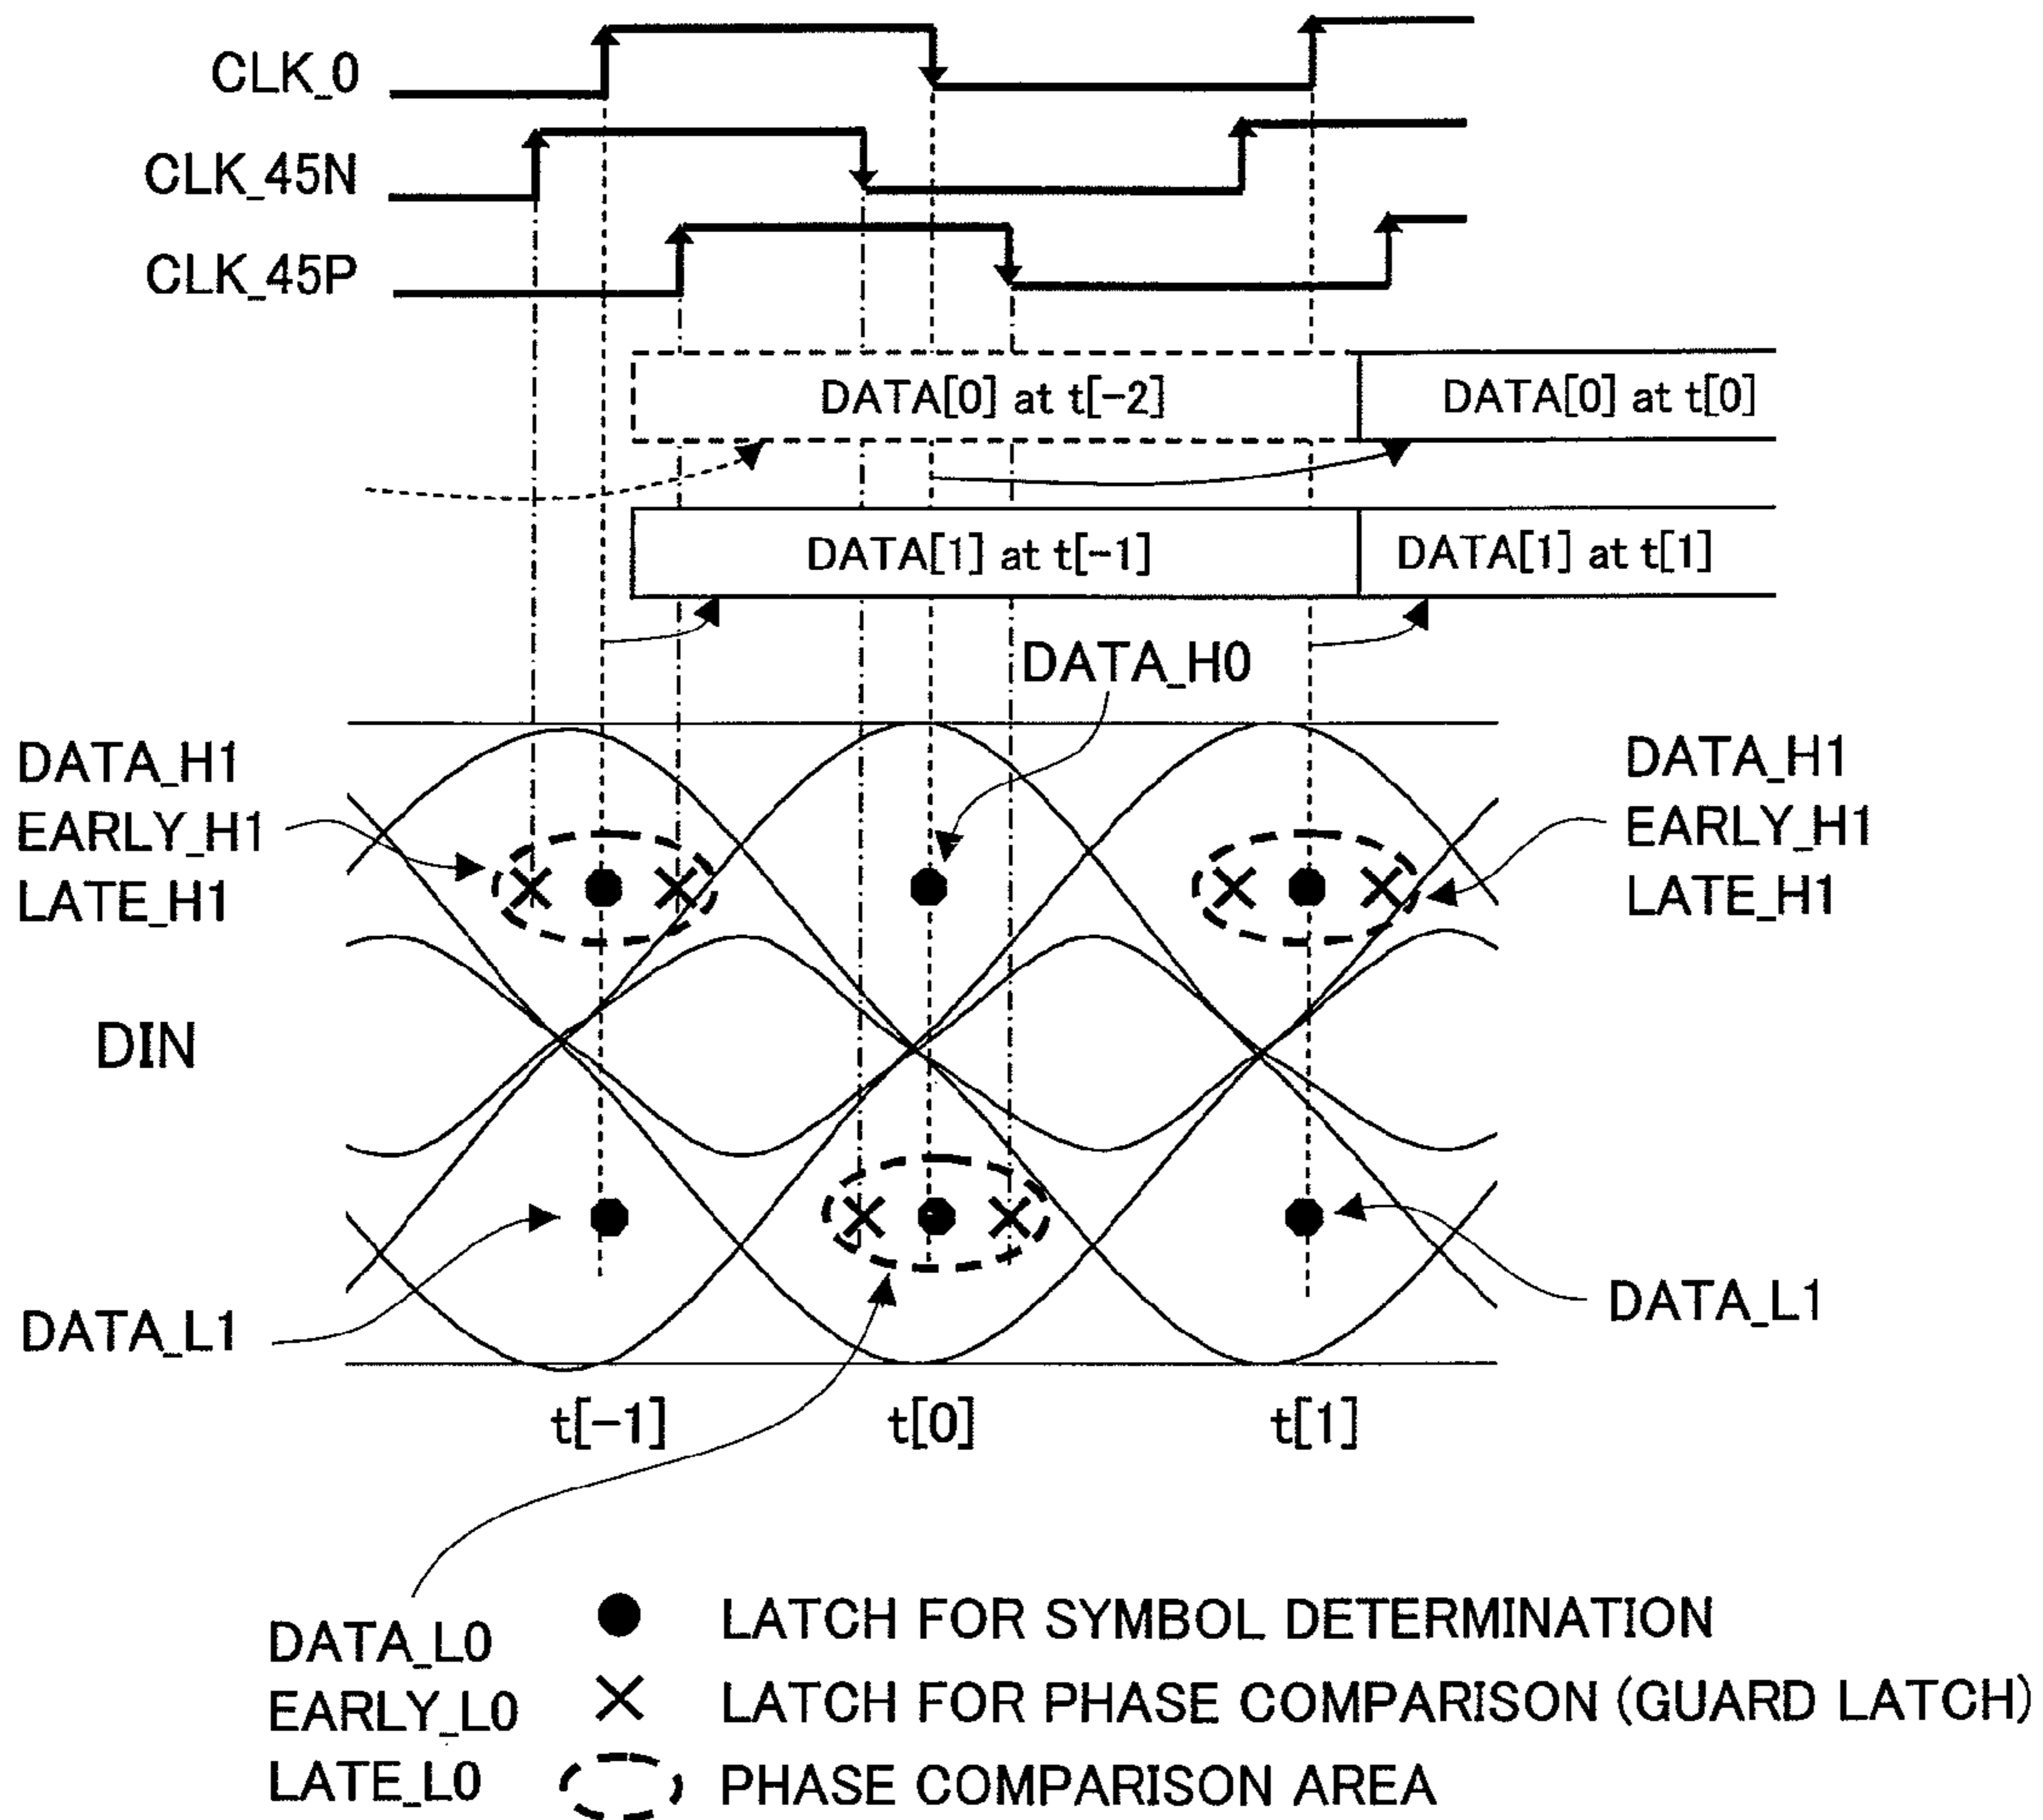 CLK_0
CLK_45N
CLK_45P
DATA[0] at t[-2]
DATA[0] at t[0]
DATA[1] at t[-1]
DATA[1] at t[1]
DATA_H0
DATA_H1
EARLY_H1
LATE_H1
DATA_H1
EARLY_H1
LATE_H1
DIN
DATA_L1
DATA_L1
t[-1]
t[0]
t[1]
DATA_L0
EARLY_L0
LATE_L0
LATCH FOR SYMBOL DETERMINATION
LATCH FOR PHASE COMPARISON (GUARD LATCH)
PHASE COMPARISON AREA